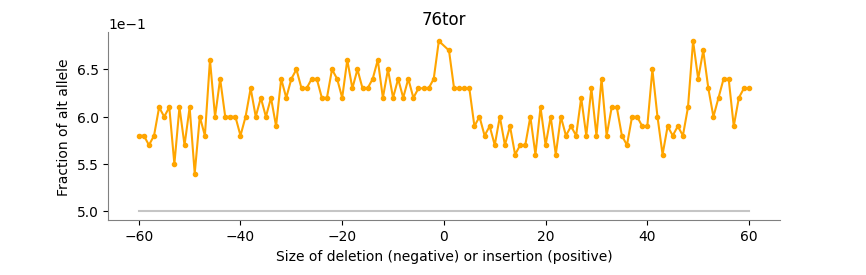 76tor
1e−1
Fraction of alt allele
6.5
6.0
5.5
5.0
−60 −40 −20 0 20 40 60
Size of deletion (negative) or insertion (positive)